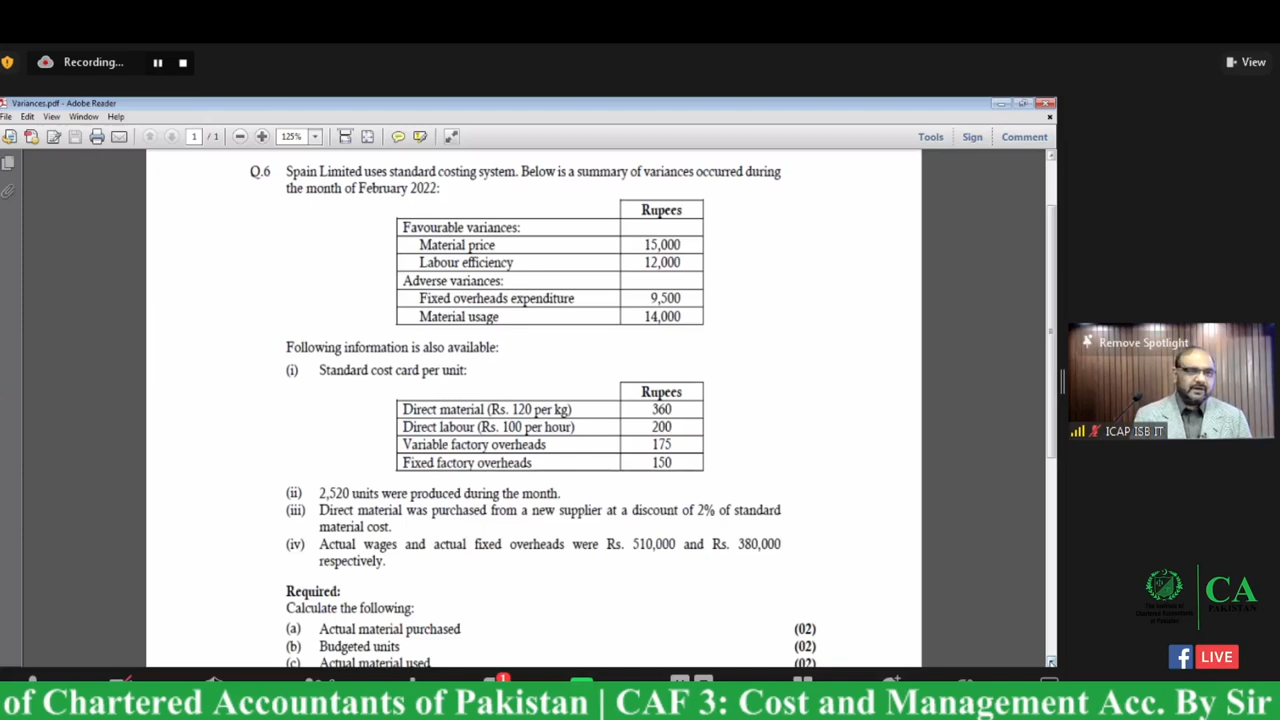 Recording...
View
Variances.pdf - Adobe Reader
File Edit View Window Help
1 / 1 125% Tools Sign Comment
Q.6 Spain Limited uses standard costing system. Below is a summary of variances occurred during
the month of February 2022:
Rupees
Favourable variances:
Material price 15,000
Labour efficiency 12,000
Adverse variances:
Fixed overheads expenditure 9,500
Material usage 14,000
Following information is also available:
(i) Standard cost card per unit:
Rupees
Direct material (Rs. 120 per kg) 360
Direct labour (Rs. 100 per hour) 200
Variable factory overheads 175
Fixed factory overheads 150
(ii) 2,520 units were produced during the month.
(iii) Direct material was purchased from a new supplier at a discount of 2% of standard
material cost.
(iv) Actual wages and actual fixed overheads were Rs. 510,000 and Rs. 380,000
respectively.
Required:
Calculate the following:
(a) Actual material purchased (02)
(b) Budgeted units (02)
(c) Actual material used (02)
Remove Spotlight
ICAP ISB IT
CA
PAKISTAN
LIVE
1
of Chartered Accountants of Pakistan | CAF 3: Cost and Management Acc. By Sir